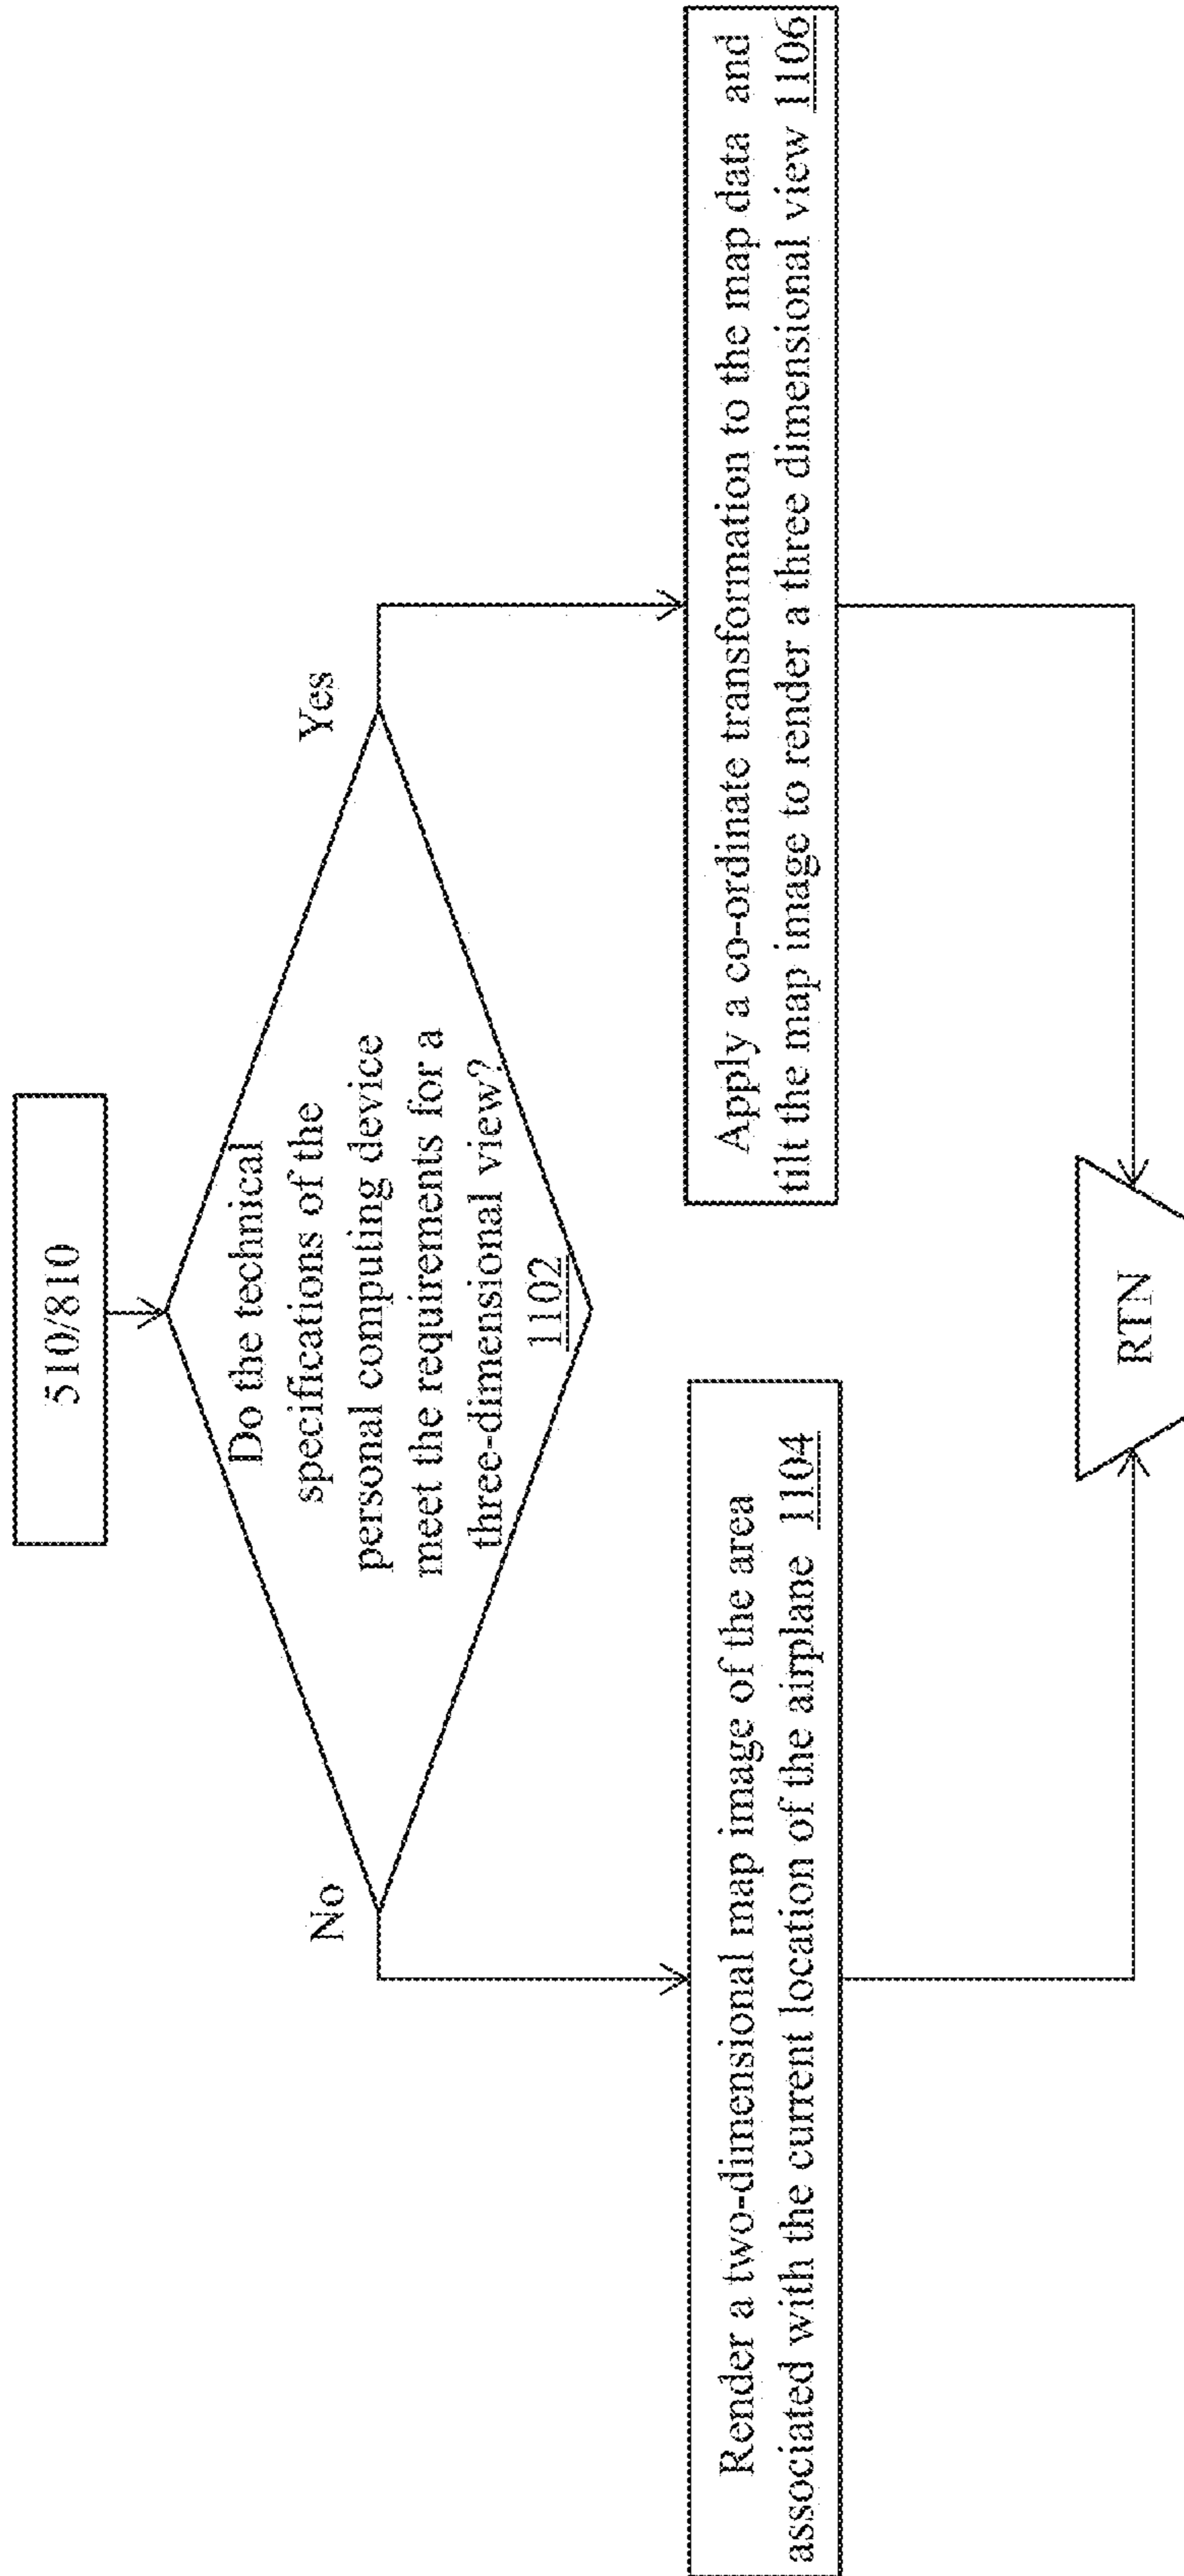 510/810
Do the technical
specifications of the
personal computing device
meet the requirements for a
three-dimensional view?
1102
No
Yes
Render a two-dimensional map image of the area
associated with the current location of the airplane 1104
Apply a co-ordinate transformation to the map data and
tilt the map image to render a three dimensional view 1106
RTN